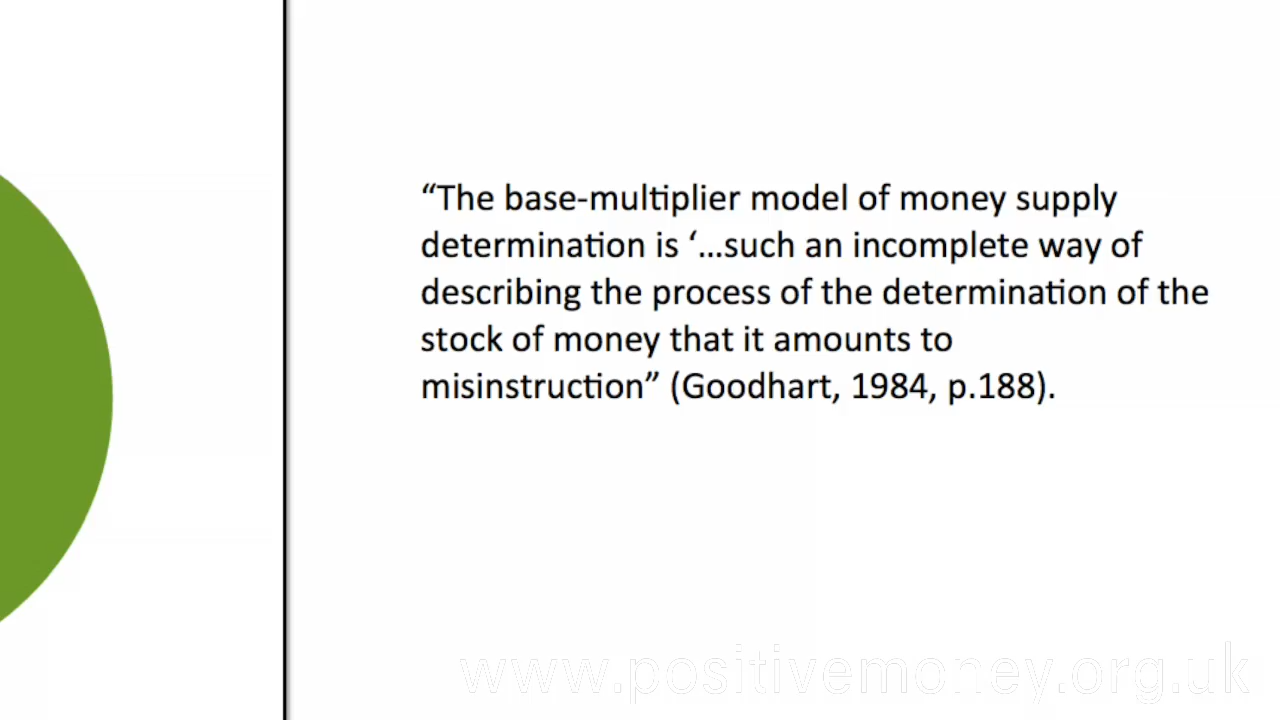 “The base-multiplier model of money supply
determination is ‘…such an incomplete way of
describing the process of the determination of the
stock of money that it amounts to
misinstruction” (Goodhart, 1984, p.188).
www.positivemoney.org.uk